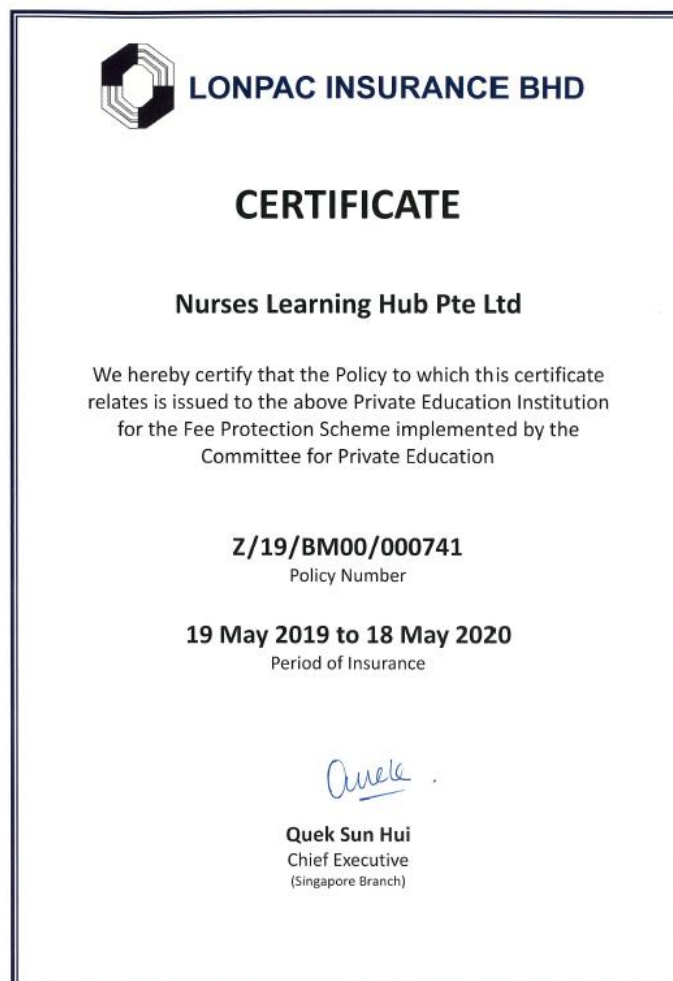 LONPAC INSURANCE BHD
CERTIFICATE
Nurses Learning Hub Pte Ltd
We hereby certify that the Policy to which this certificate
relates is issued to the above Private Education Institution
for the Fee Protection Scheme implemented by the
Committee for Private Education
Z/19/BM00/000741
Policy Number
19 May 2019 to 18 May 2020
Period of Insurance
Quek Sun Hui
Chief Executive
(Singapore Branch)